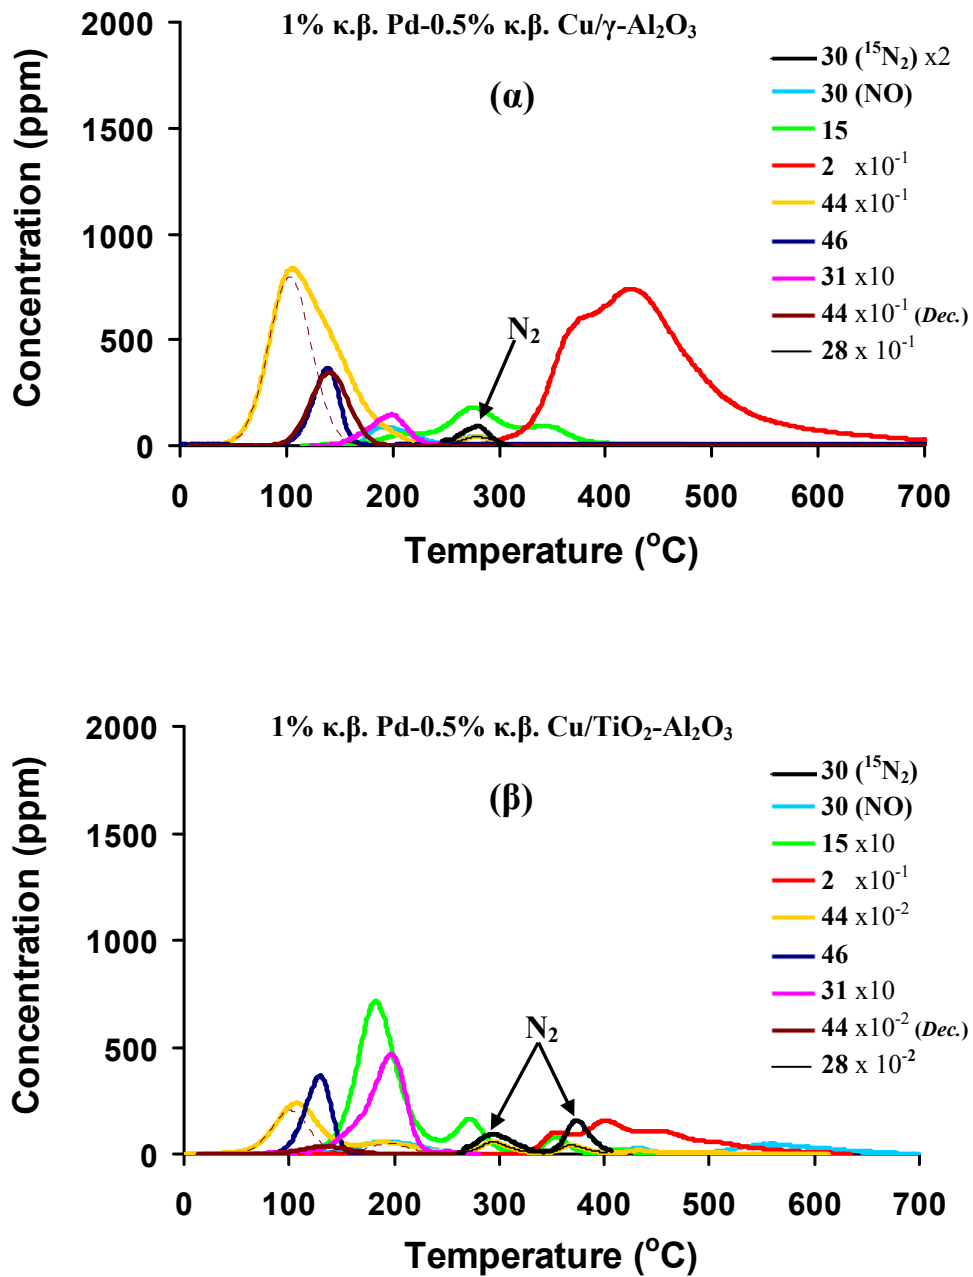 1% κ.β. Pd-0.5% κ.β. Cu/γ-Al₂O₃
(α)
Concentration (ppm)
2000
1500
1000
500
0
30 (¹⁵N₂) x2
30 (NO)
15
2 x10⁻¹
44 x10⁻¹
46
31 x10
44 x10⁻¹ (Dec.)
28 x 10⁻¹
N₂
0 100 200 300 400 500 600 700
Temperature (°C)
1% κ.β. Pd-0.5% κ.β. Cu/TiO₂-Al₂O₃
(β)
Concentration (ppm)
2000
1500
1000
500
0
30 (¹⁵N₂)
30 (NO)
15 x10
2 x10⁻¹
44 x10⁻²
46
31 x10
44 x10⁻² (Dec.)
28 x 10⁻²
N₂
0 100 200 300 400 500 600 700
Temperature (°C)